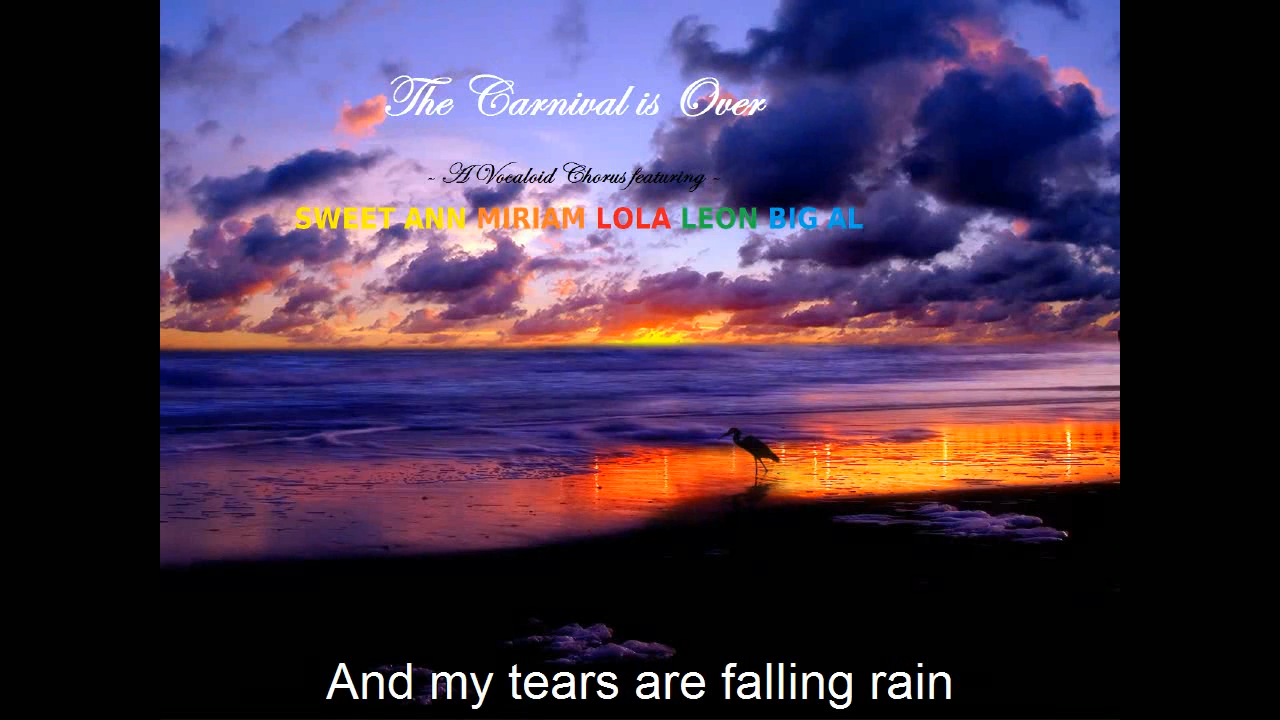 The Carnival is Over
~ A Vocaloid Chorus featuring ~
SWEET ANN MIRIAM LOLA LEON BIG AL
And my tears are falling rain